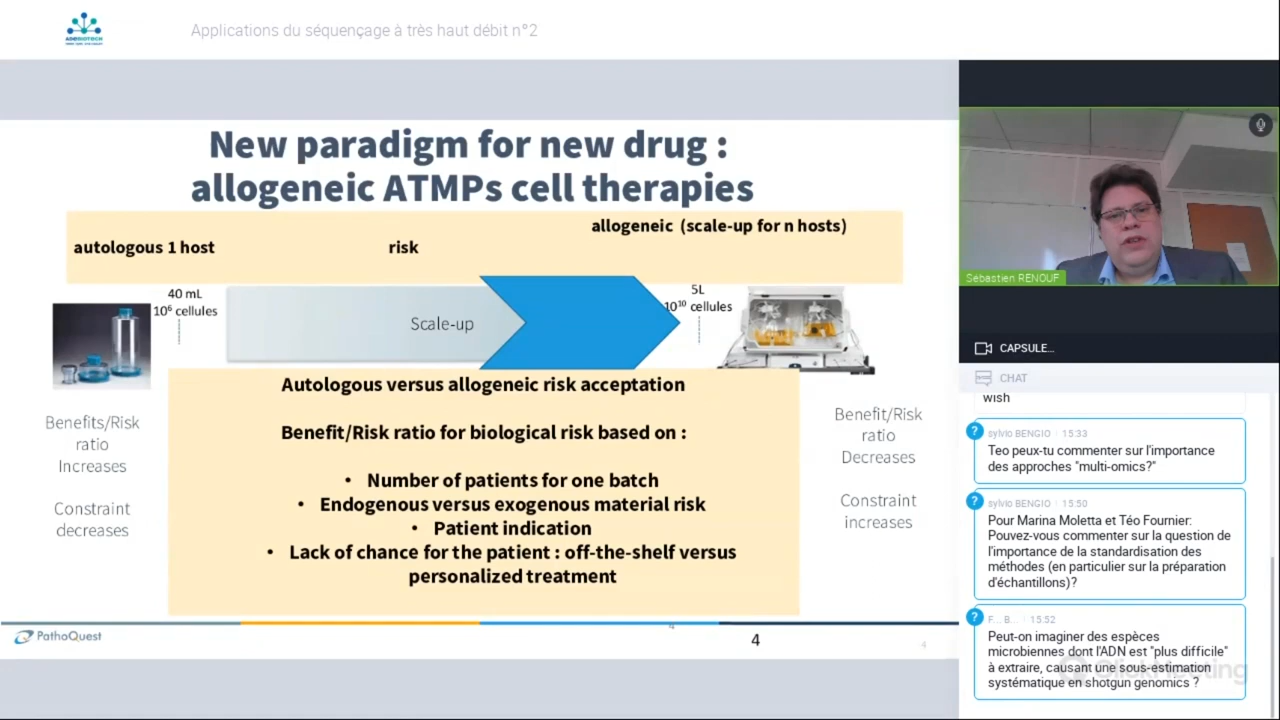 ADEBIOTECH
Applications du séquençage à très haut débit n°2
New paradigm for new drug :
allogeneic ATMPs cell therapies
allogeneic (scale-up for n hosts)
autologous 1 host
risk
40 mL
10⁶ cellules
Scale-up
5L
10¹⁰ cellules
Autologous versus allogeneic risk acceptation
Benefit/Risk ratio for biological risk based on :
• Number of patients for one batch
• Endogenous versus exogenous material risk
• Patient indication
• Lack of chance for the patient : off-the-shelf versus
personalized treatment
Benefits/Risk
ratio
Increases
Constraint
decreases
Benefit/Risk
ratio
Decreases
Constraint
increases
PathoQuest
4
4
4
Sébastien RENOUF
CAPSULE...
CHAT
wish
? sylvio BENGIO 15:33
Teo peux-tu commenter sur l'importance
des approches "multi-omics?"
? sylvio BENGIO 15:50
Pour Marina Moletta et Téo Fournier:
Pouvez-vous commenter sur la question de
l'importance de la standardisation des
méthodes (en particulier sur la préparation
d'échantillons)?
? F... B... 15:52
Peut-on imaginer des espèces
microbiennes dont l'ADN est "plus difficile"
à extraire, causant une sous-estimation
systématique en shotgun genomics ?
ClickMeeting